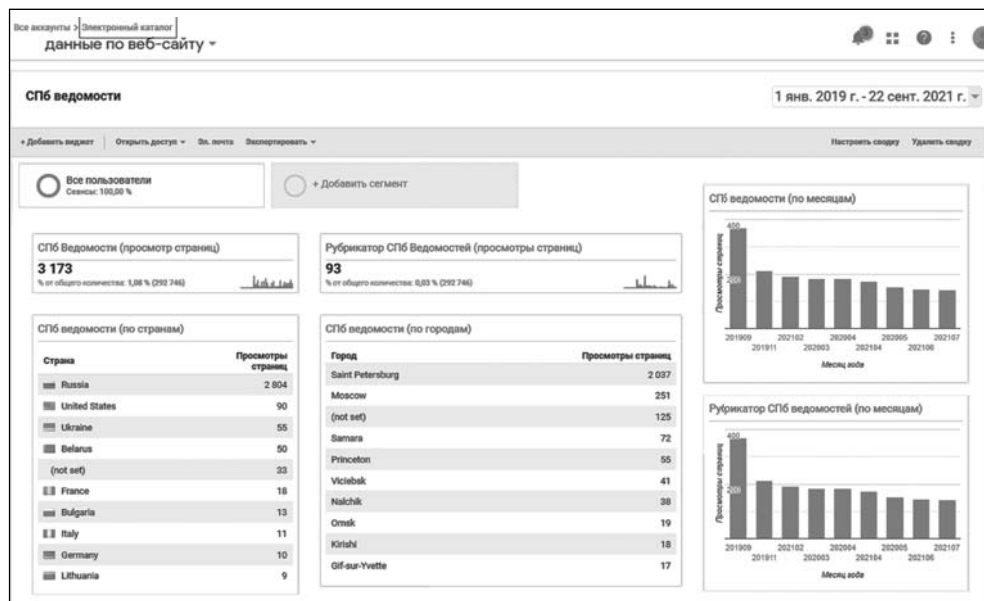 Все аккаунты > Электронный каталог
данные по веб-сайту
СПб ведомости
1 янв. 2019 г. - 22 сент. 2021 г.
+ Добавить виджет Открыть доступ Эл. почта Экспортировать Настроить сводку Удалить сводку
Все пользователи
Сеансы: 100,00 %
+ Добавить сегмент
СПб Ведомости (просмотр страниц)
3 173
% от общего количества: 1,08 % (292 746)
Рубрикатор СПб Ведомостей (просмотры страниц)
93
% от общего количества: 0,03 % (292 746)
СПб ведомости (по странам)
Страна Просмотры страниц
Russia 2 804
United States 90
Ukraine 55
Belarus 50
(not set) 33
France 18
Bulgaria 13
Italy 11
Germany 10
Lithuania 9
СПб ведомости (по городам)
Город Просмотры страниц
Saint Petersburg 2 037
Moscow 251
(not set) 125
Samara 72
Princeton 55
Viciebsk 41
Nalchik 38
Omsk 19
Kirishi 18
Gif-sur-Yvette 17
СПб ведомости (по месяцам)
400
200
Просмотры страниц
201909 202102 202004 202005 202107
201911 202003 202104 202106
Месяц года
Рубрикатор СПб ведомостей (по месяцам)
400
200
Просмотры страниц
201909 202102 202004 202005 202107
201911 202003 202104 202106
Месяц года